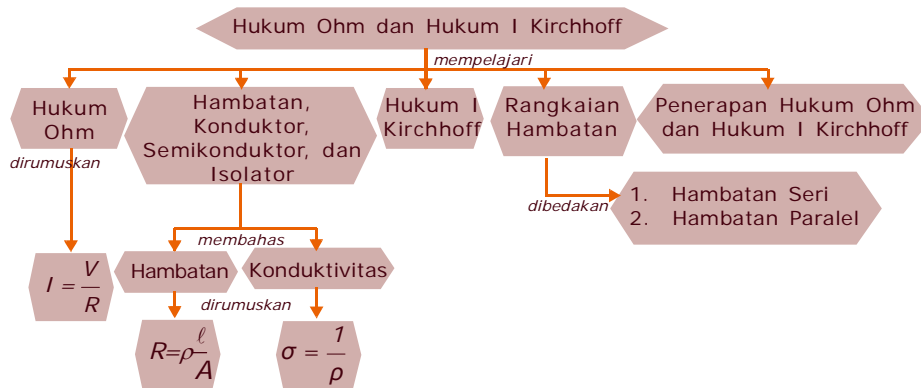 Hukum Ohm dan Hukum I Kirchhoff
mempelajari
Hukum
Ohm
Hambatan,
Konduktor,
Semikonduktor, dan
Isolator
Hukum I
Kirchhoff
Rangkaian
Hambatan
Penerapan Hukum Ohm
dan Hukum I Kirchhoff
dirumuskan
dibedakan
1. Hambatan Seri
2. Hambatan Paralel
membahas
Hambatan
Konduktivitas
I = V/R
dirumuskan
R=ρ ℓ/A
σ = 1/ρ